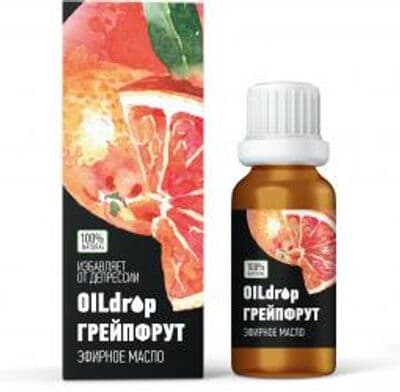 100%
NATURAL
ИЗБАВЛЯЕТ
ОТ ДЕПРЕССИИ
OILdrop
ГРЕЙПФРУТ
ЭФИРНОЕ МАСЛО
100%
NATURAL
OILdrop
ГРЕЙПФРУТ
ЭФИРНОЕ МАСЛО